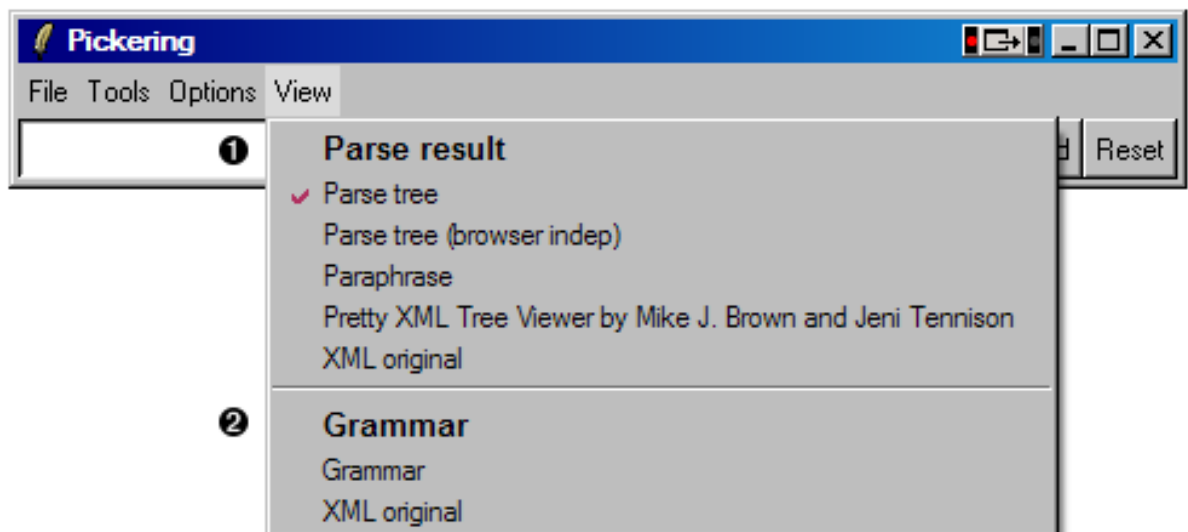 Pickering
File Tools Options View
❶ Parse result Reset
Parse tree
Parse tree (browser indep)
Paraphrase
Pretty XML Tree Viewer by Mike J. Brown and Jeni Tennison
XML original
❷ Grammar
Grammar
XML original